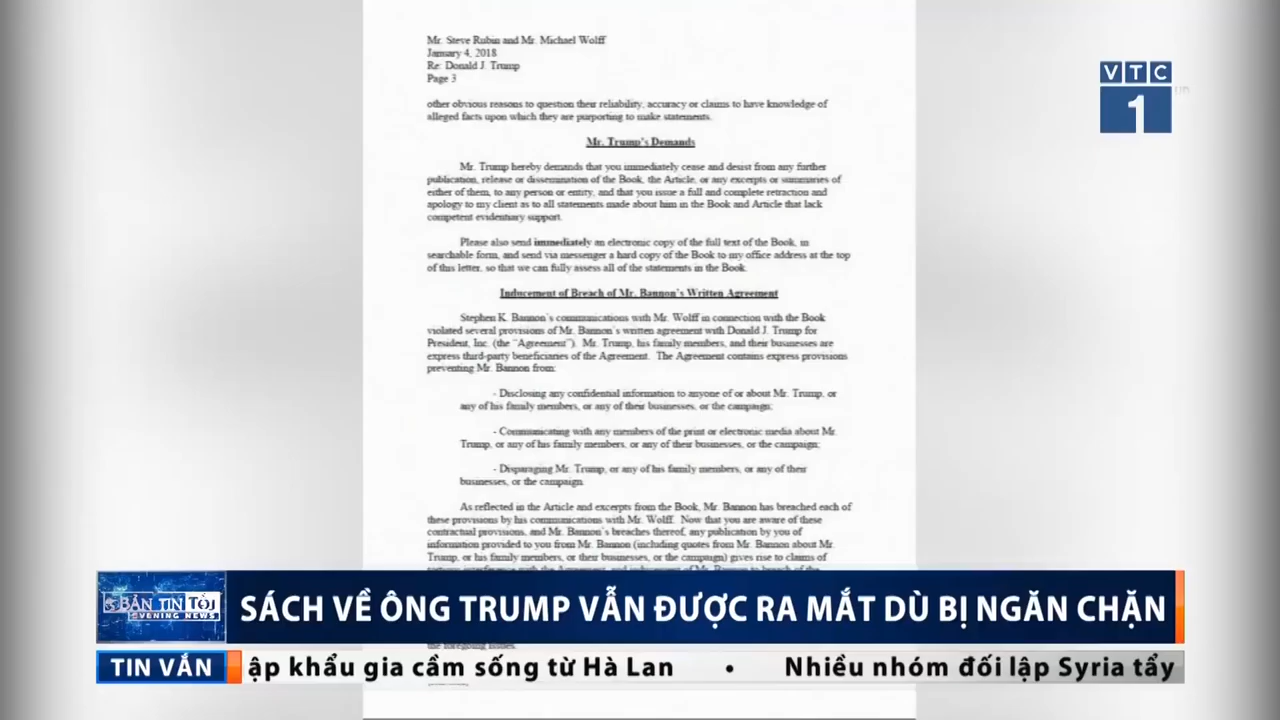 Mr. Steve Rubin and Mr. Michael Wolff
January 4, 2018
Re: Donald J. Trump
Page 3
other obvious reasons to question their reliability, accuracy or claims to have knowledge of
alleged facts upon which they are purporting to make statements.
Mr. Trump's Demands
Mr. Trump hereby demands that you immediately cease and desist from any further
publication, release or dissemination of the Book, the Article, or any excerpts or summaries of
either of them, to any person or entity, and that you issue a full and complete retraction and
apology to my client as to all statements made about him in the Book and Article that lack
competent evidentiary support.
Please also send immediately an electronic copy of the full text of the Book, in
searchable form, and send via messenger a hard copy of the Book to my office address at the top
of this letter, so that we can fully assess all of the statements in the Book.
Inducement of Breach of Mr. Bannon's Written Agreement
Stephen K. Bannon's communications with Mr. Wolff in connection with the Book
violated several provisions of Mr. Bannon's written agreement with Donald J. Trump for
President, Inc. (the "Agreement"). Mr. Trump, his family members, and their businesses are
express third-party beneficiaries of the Agreement. The Agreement contains express provisions
preventing Mr. Bannon from:
- Disclosing any confidential information to anyone of or about Mr. Trump, or
any of his family members, or any of their businesses, or the campaign;
- Communicating with any members of the print or electronic media about Mr.
Trump, or any of his family members, or any of their businesses, or the campaign;
- Disparaging Mr. Trump, or any of his family members, or any of their
businesses, or the campaign.
As reflected in the Article and excerpts from the Book, Mr. Bannon has breached each of
these provisions by his communications with Mr. Wolff. Now that you are aware of these
contractual provisions, and Mr. Bannon's breaches thereof, any publication by you of
information provided to you from Mr. Bannon (including quotes from Mr. Bannon about Mr.
Trump, or his family members, or their businesses, or the campaign) gives rise to claims of
VTC
1
BẢN TIN TỐI
EVENING NEWS
SÁCH VỀ ÔNG TRUMP VẪN ĐƯỢC RA MẮT DÙ BỊ NGĂN CHẶN
TIN VẮN
ập khẩu gia cầm sống từ Hà Lan • Nhiều nhóm đối lập Syria tẩy